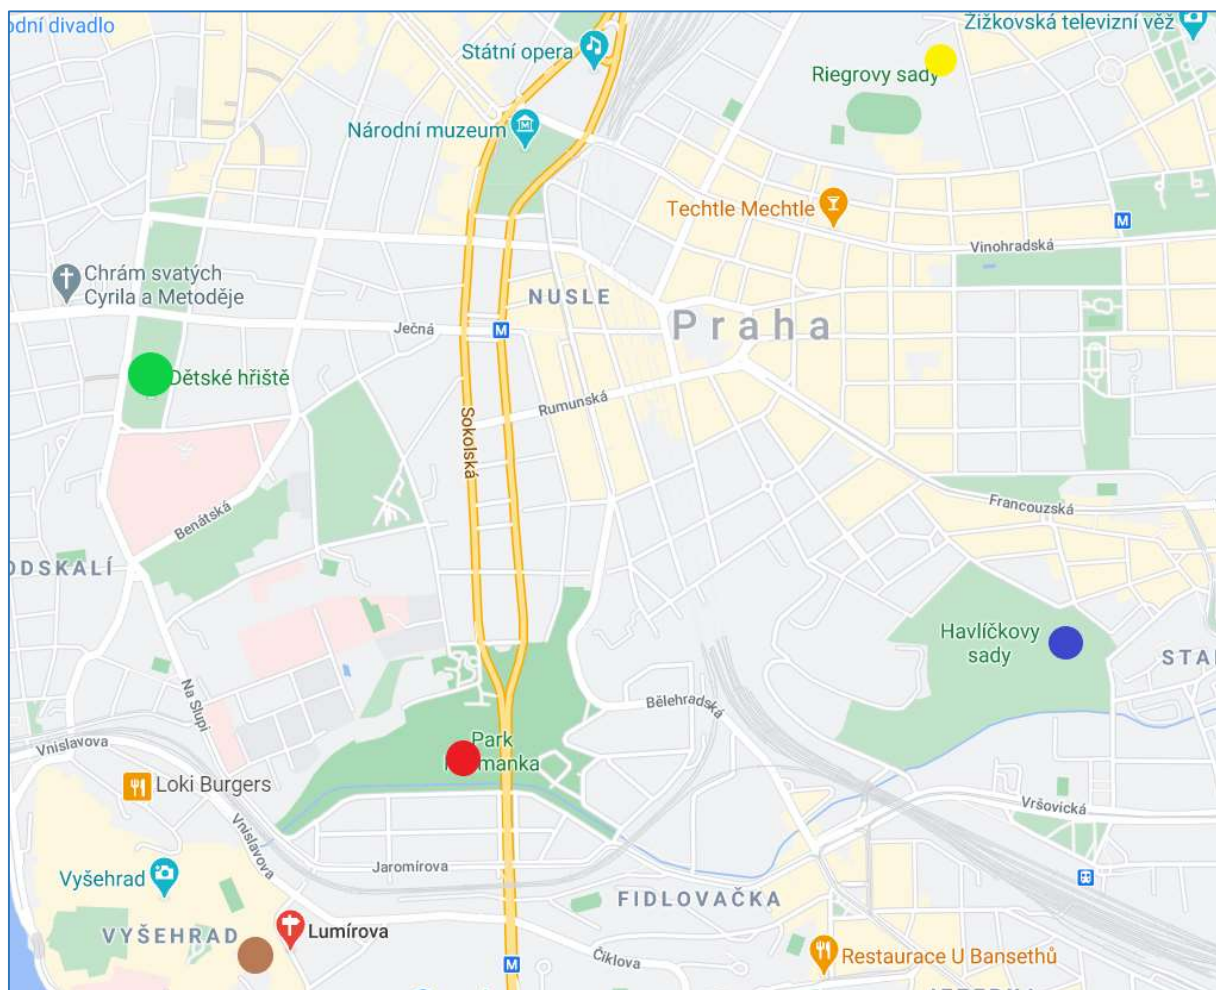 odní divadlo
Státní opera
Národní muzeum
Žižkovská televizní věž
Riegrovy sady
Techtle Mechtle
M
Vinohradská
Chrám svatých
Cyrila a Metoděje
NUSLE
Praha
Ječná
M
Dětské hřiště
Rumunská
Sokolská
Benátská
Francouzská
ODSKALÍ
Havlíčkovy
sady
STAI
Na Slupi
Bělehradská
Vnislavova
Park
manka
Loki Burgers
Vršovická
Vnislavova
Jaromírova
Vyšehrad
FIDLOVAČKA
VYŠEHRAD
Lumírova
Čiklova
Restaurace U Bansethů
M